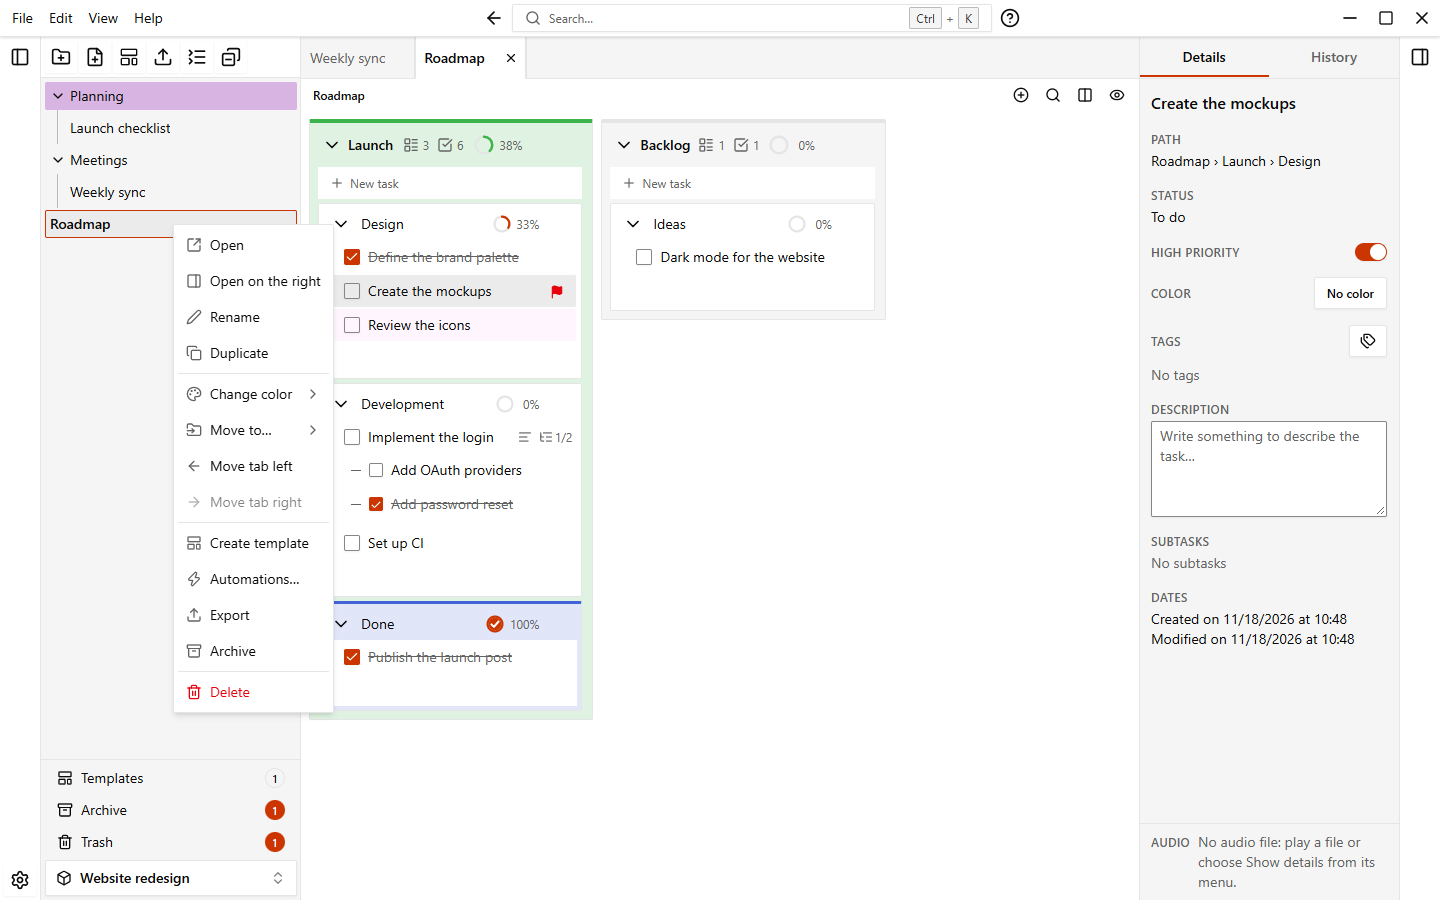 File Edit View Help
Search... Ctrl + K
Weekly sync
Roadmap
Details
History
Planning
Launch checklist
Meetings
Weekly sync
Roadmap
Open
Open on the right
Rename
Duplicate
Change color
Move to...
Move tab left
Move tab right
Create template
Automations...
Export
Archive
Delete
Templates 1
Archive 1
Trash 1
Website redesign
Roadmap
Launch 3 6 38%
New task
Design 33%
Define the brand palette
Create the mockups
Review the icons
Development 0%
Implement the login 1/2
Add OAuth providers
Add password reset
Set up CI
Done 100%
Publish the launch post
Backlog 1 1 0%
New task
Ideas 0%
Dark mode for the website
Create the mockups
PATH
Roadmap › Launch › Design
STATUS
To do
HIGH PRIORITY
COLOR No color
TAGS
No tags
DESCRIPTION
Write something to describe the
task...
SUBTASKS
No subtasks
DATES
Created on 11/18/2026 at 10:48
Modified on 11/18/2026 at 10:48
AUDIO No audio file: play a file or
choose Show details from its
menu.